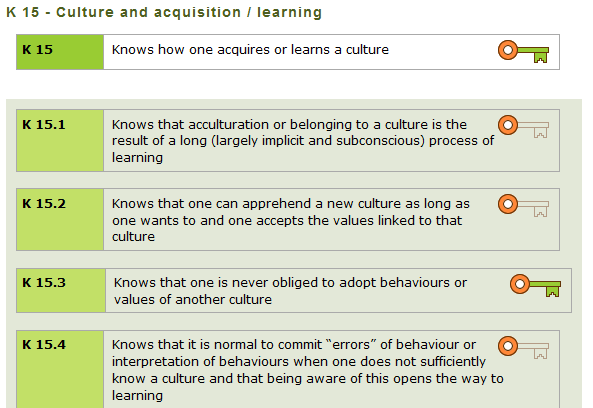 K 15 - Culture and acquisition / learning
K 15 Knows how one acquires or learns a culture
K 15.1 Knows that acculturation or belonging to a culture is the
result of a long (largely implicit and subconscious) process of
learning
K 15.2 Knows that one can apprehend a new culture as long as
one wants to and one accepts the values linked to that
culture
K 15.3 Knows that one is never obliged to adopt behaviours or
values of another culture
K 15.4 Knows that it is normal to commit “errors” of behaviour or
interpretation of behaviours when one does not sufficiently
know a culture and that being aware of this opens the way to
learning